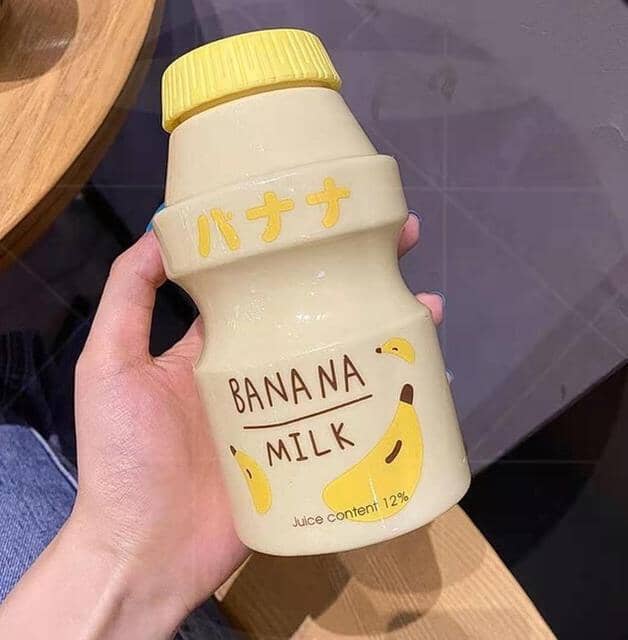 バナナ
BANANA
MILK
Juice content 12%